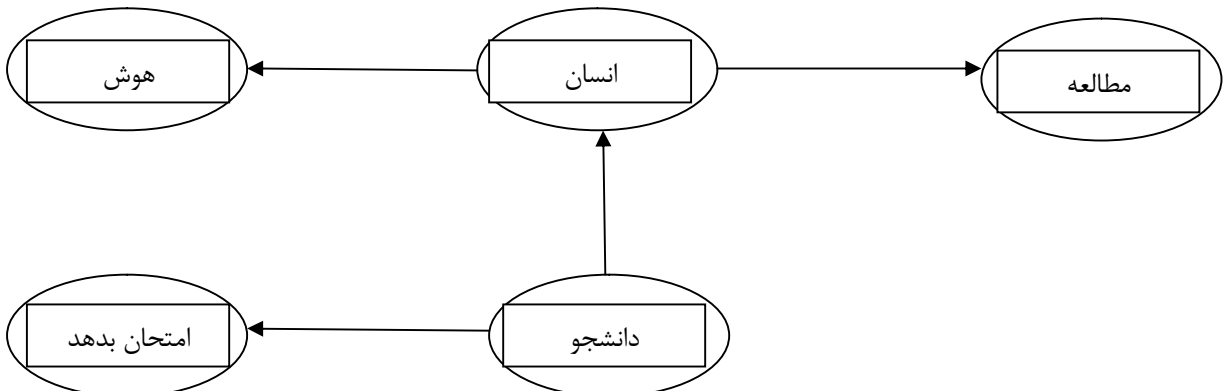 مطالعه
انسان
هوش
دانشجو
امتحان بدهد